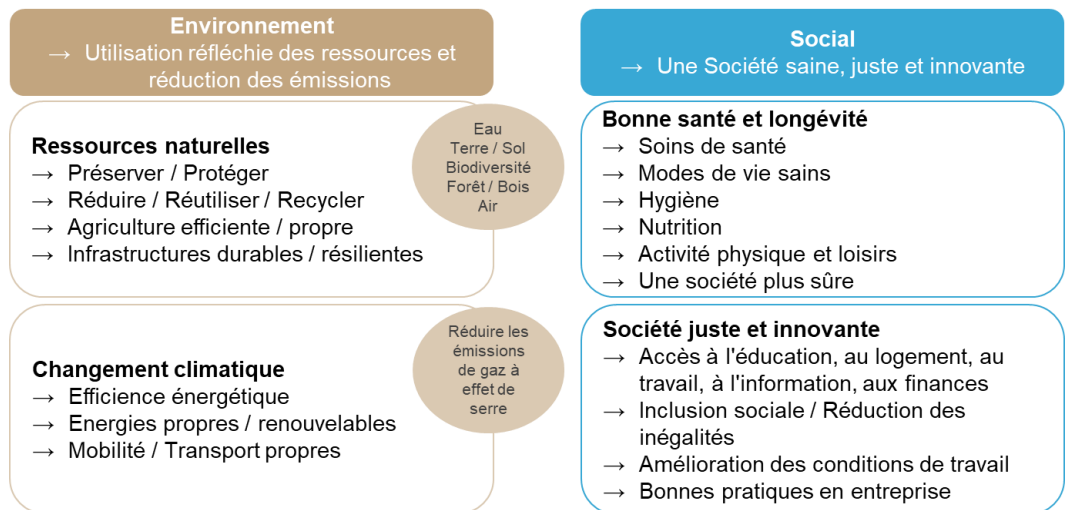 Environnement
→ Utilisation réfléchie des ressources et
réduction des émissions
Ressources naturelles
→ Préserver / Protéger
→ Réduire / Réutiliser / Recycler
→ Agriculture efficiente / propre
→ Infrastructures durables / résilientes
Eau
Terre / Sol
Biodiversité
Forêt / Bois
Air
Changement climatique
→ Efficience énergétique
→ Energies propres / renouvelables
→ Mobilité / Transport propres
Réduire les
émissions
de gaz à
effet de
serre
Social
→ Une Société saine, juste et innovante
Bonne santé et longévité
→ Soins de santé
→ Modes de vie sains
→ Hygiène
→ Nutrition
→ Activité physique et loisirs
→ Une société plus sûre
Société juste et innovante
→ Accès à l'éducation, au logement, au
travail, à l'information, aux finances
→ Inclusion sociale / Réduction des
inégalités
→ Amélioration des conditions de travail
→ Bonnes pratiques en entreprise